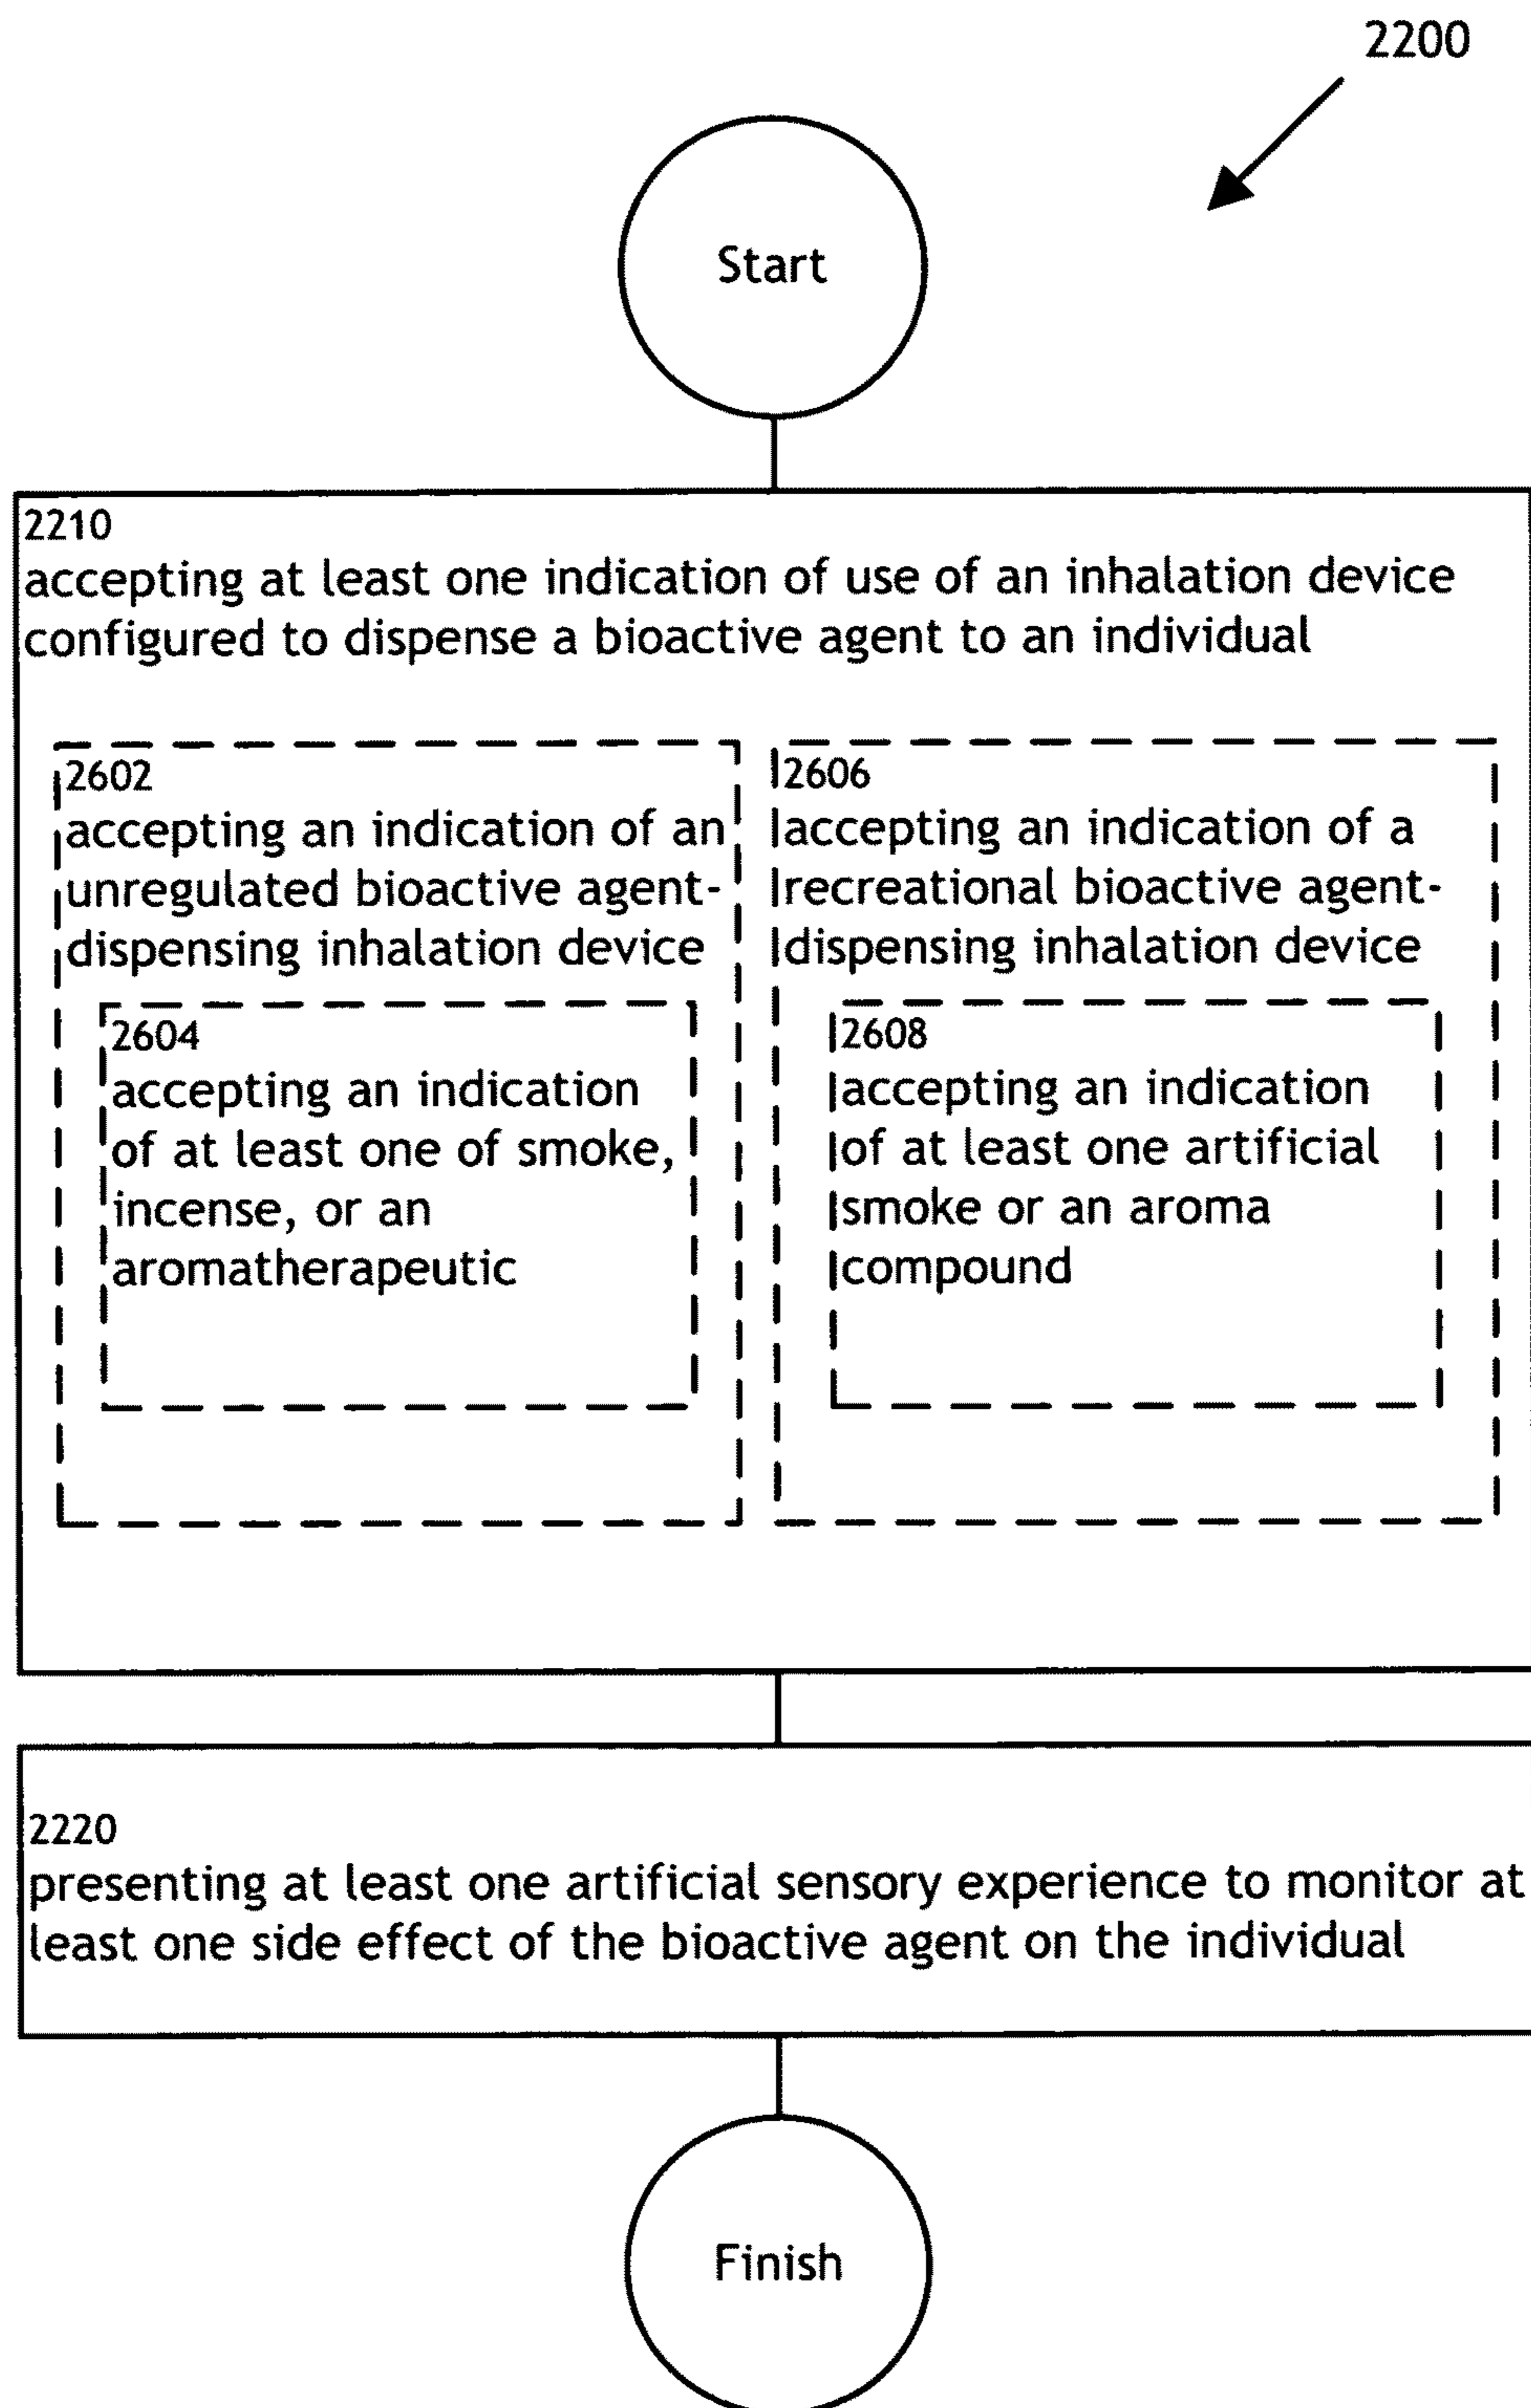 2200
Start
2210
accepting at least one indication of use of an inhalation device
configured to dispense a bioactive agent to an individual
2602
accepting an indication of an
unregulated bioactive agent-
dispensing inhalation device
2604
accepting an indication
of at least one of smoke,
incense, or an
aromatherapeutic
2606
accepting an indication of a
recreational bioactive agent-
dispensing inhalation device
2608
accepting an indication
of at least one artificial
smoke or an aroma
compound
2220
presenting at least one artificial sensory experience to monitor at
least one side effect of the bioactive agent on the individual
Finish